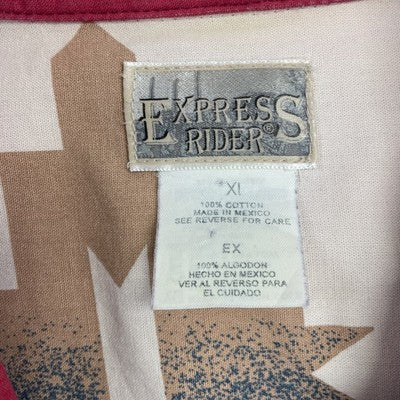 EXPRESS
RIDER®
XL
100% COTTON
MADE IN MEXICO
SEE REVERSE FOR CARE
EX
100% ALGODON
HECHO EN MEXICO
VER AL REVERSO PARA
EL CUIDADO